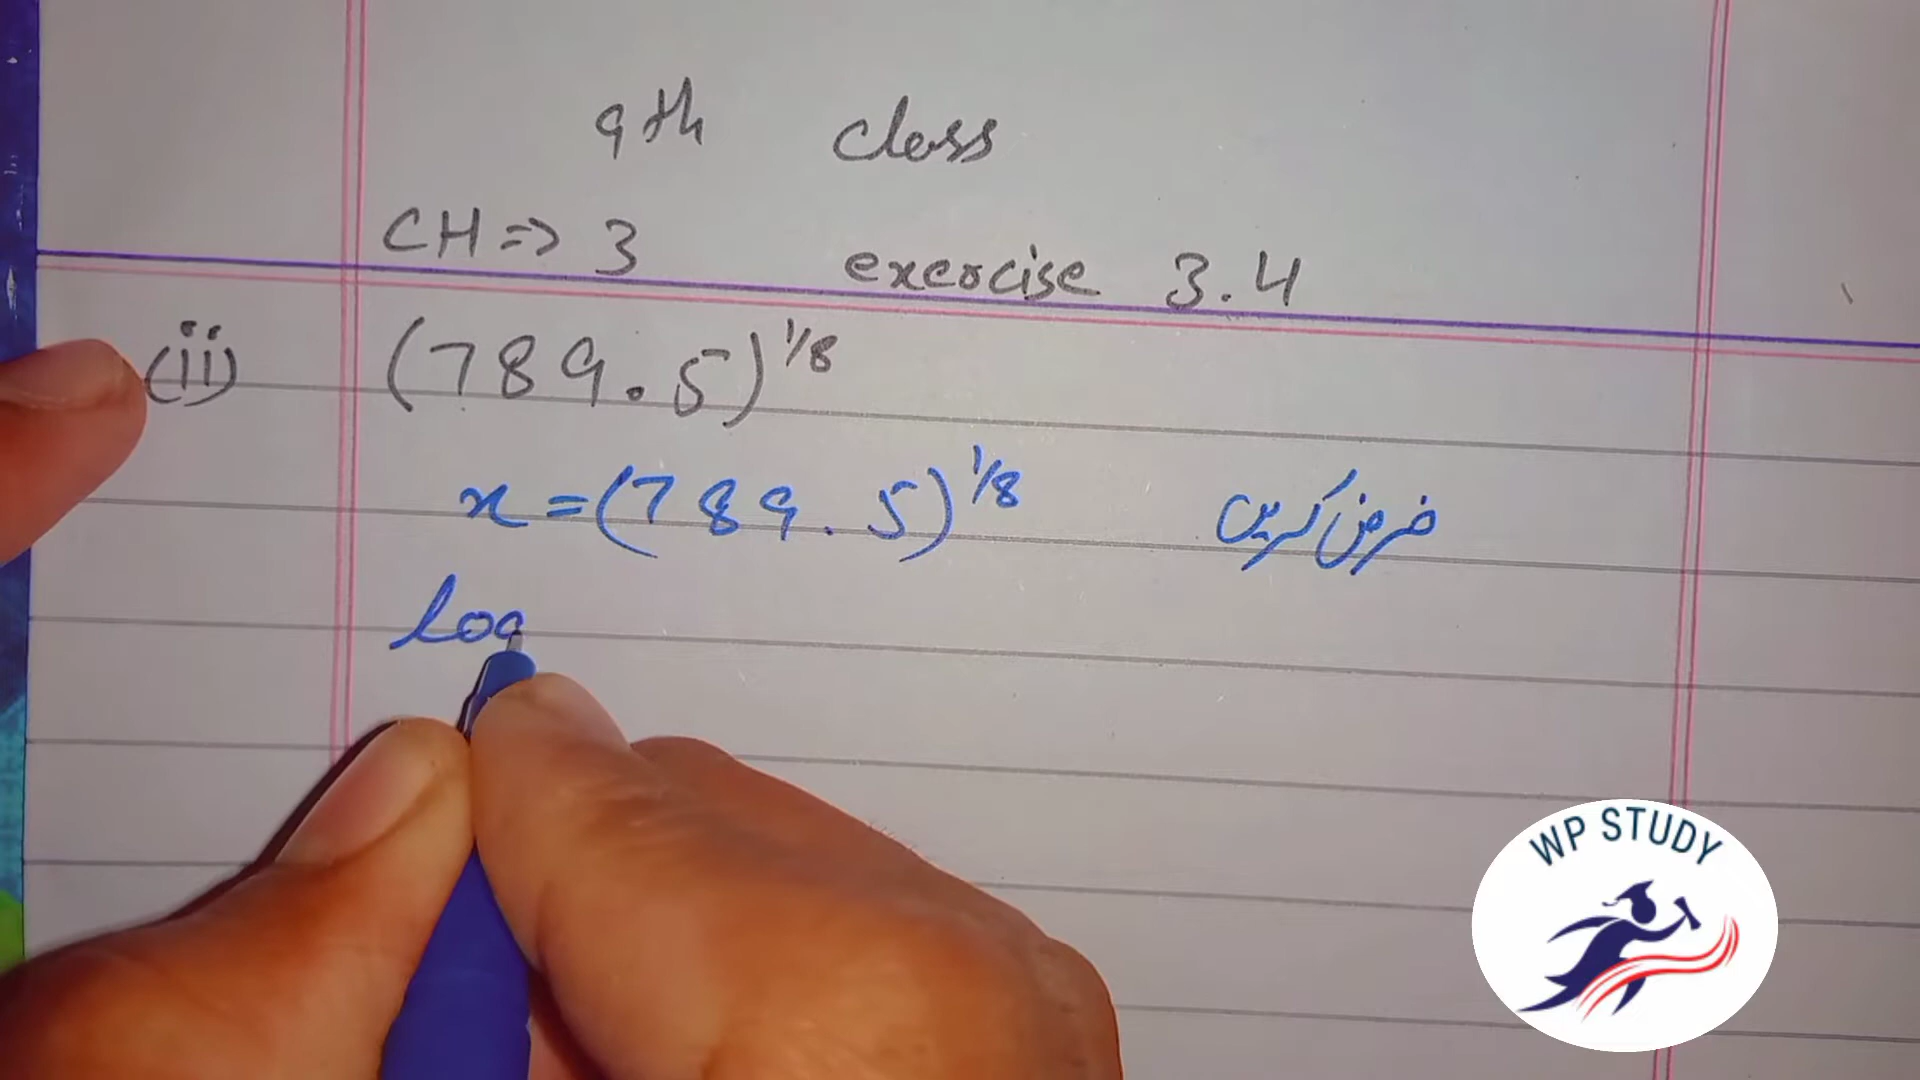 9th class
CH => 3 exercise 3.4
(ii) (789.5)^1/8
x = (789.5)^1/8 فرض کریں
log
WP STUDY